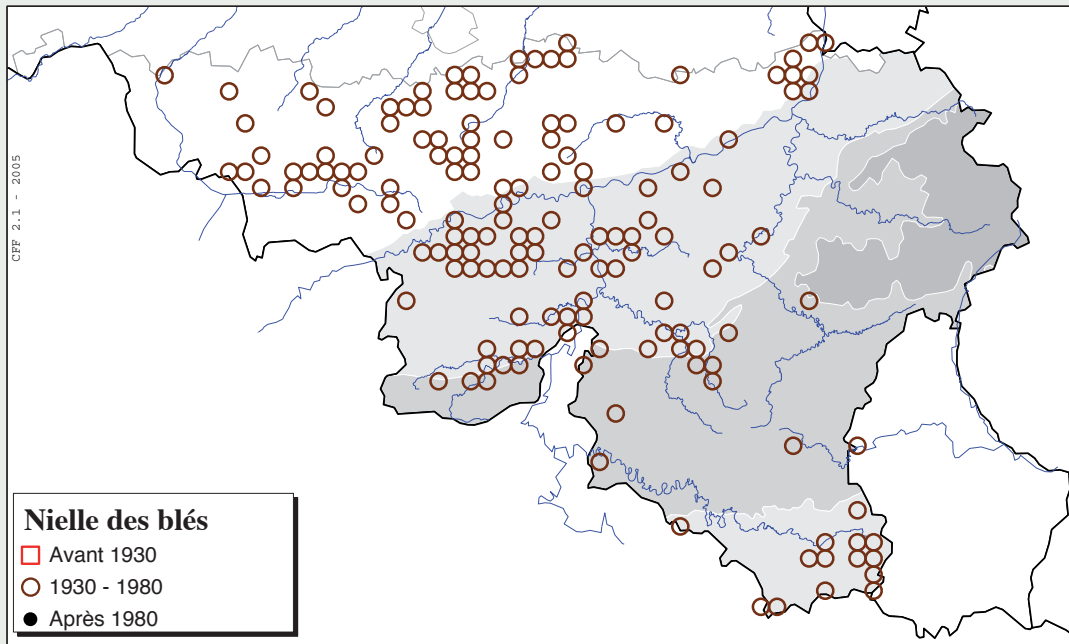 CFF 2.1 - 2005
Nielle des blés
Avant 1930
1930 - 1980
Après 1980